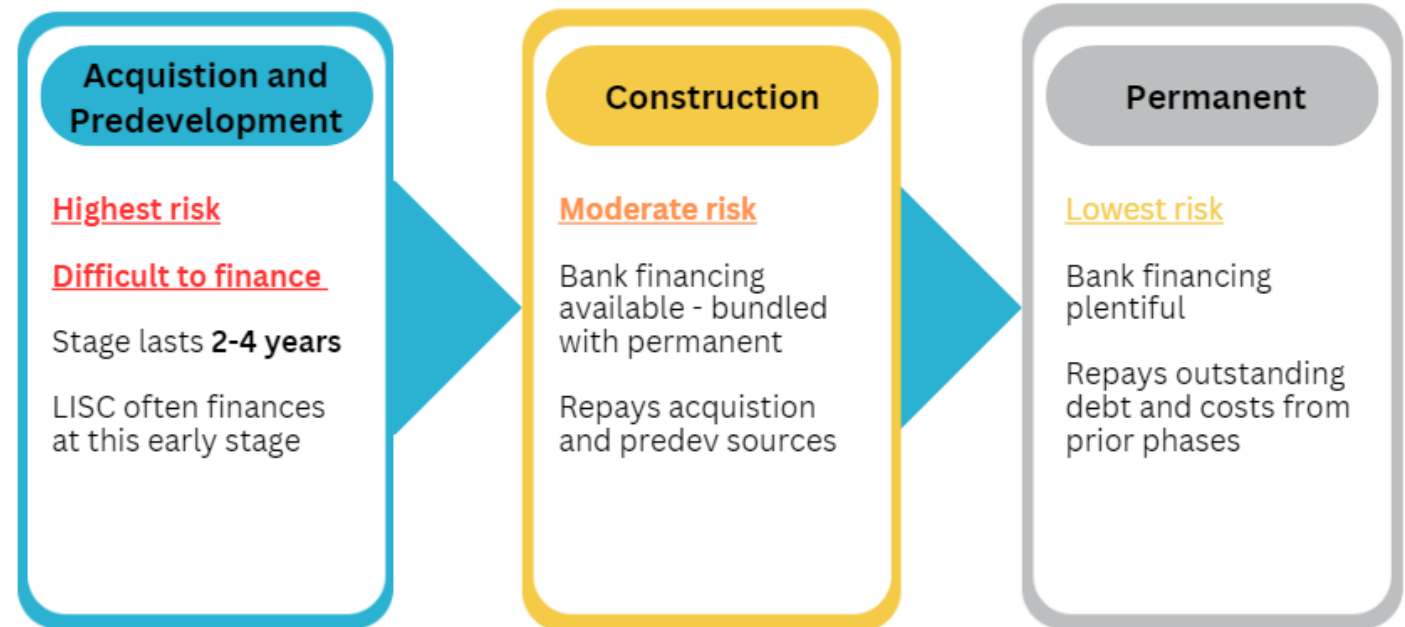 Acquistion and
Predevelopment
Highest risk
Difficult to finance
Stage lasts 2-4 years
LISC often finances
at this early stage
Construction
Moderate risk
Bank financing
available - bundled
with permanent
Repays acquistion
and predev sources
Permanent
Lowest risk
Bank financing
plentiful
Repays outstanding
debt and costs from
prior phases